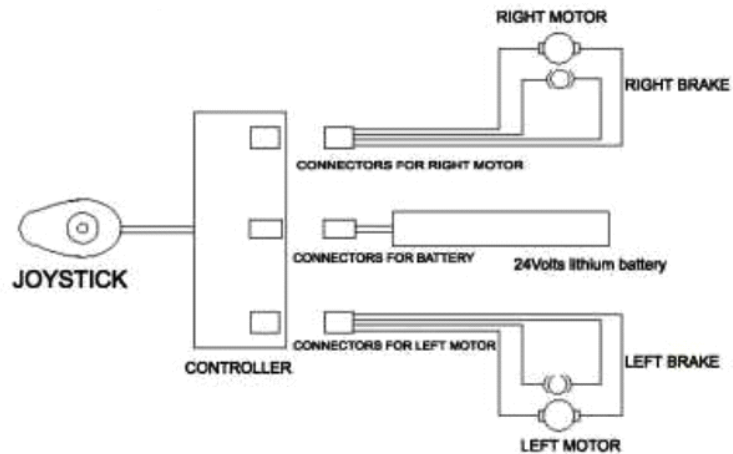 RIGHT MOTOR
RIGHT BRAKE
CONNECTORS FOR RIGHT MOTOR
JOYSTICK
CONNECTORS FOR BATTERY
24Volts lithium battery
CONTROLLER
CONNECTORS FOR LEFT MOTOR
LEFT BRAKE
LEFT MOTOR